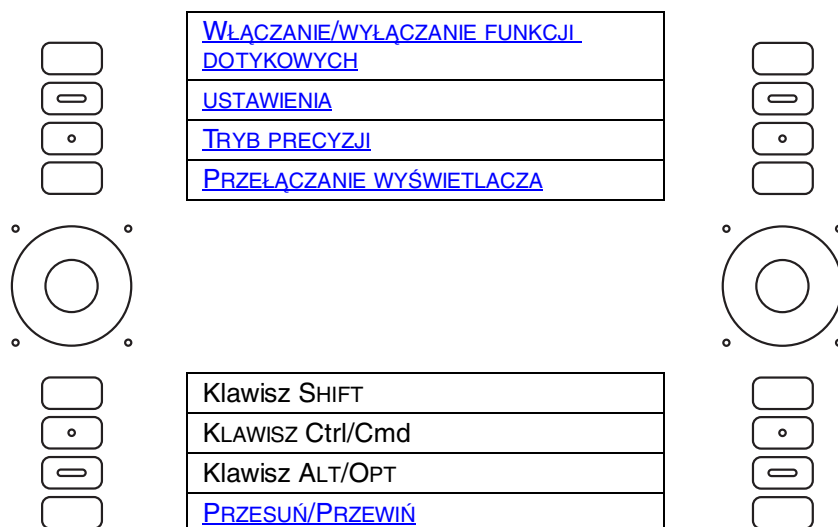 WŁĄCZANIE/WYŁĄCZANIE FUNKCJI
DOTYKOWYCH
USTAWIENIA
TRYB PRECYZJI
PRZEŁĄCZANIE WYŚWIETLACZA
Klawisz SHIFT
KLAWISZ Ctrl/Cmd
Klawisz ALT/OPT
PRZESUŃ/PRZEWIŃ